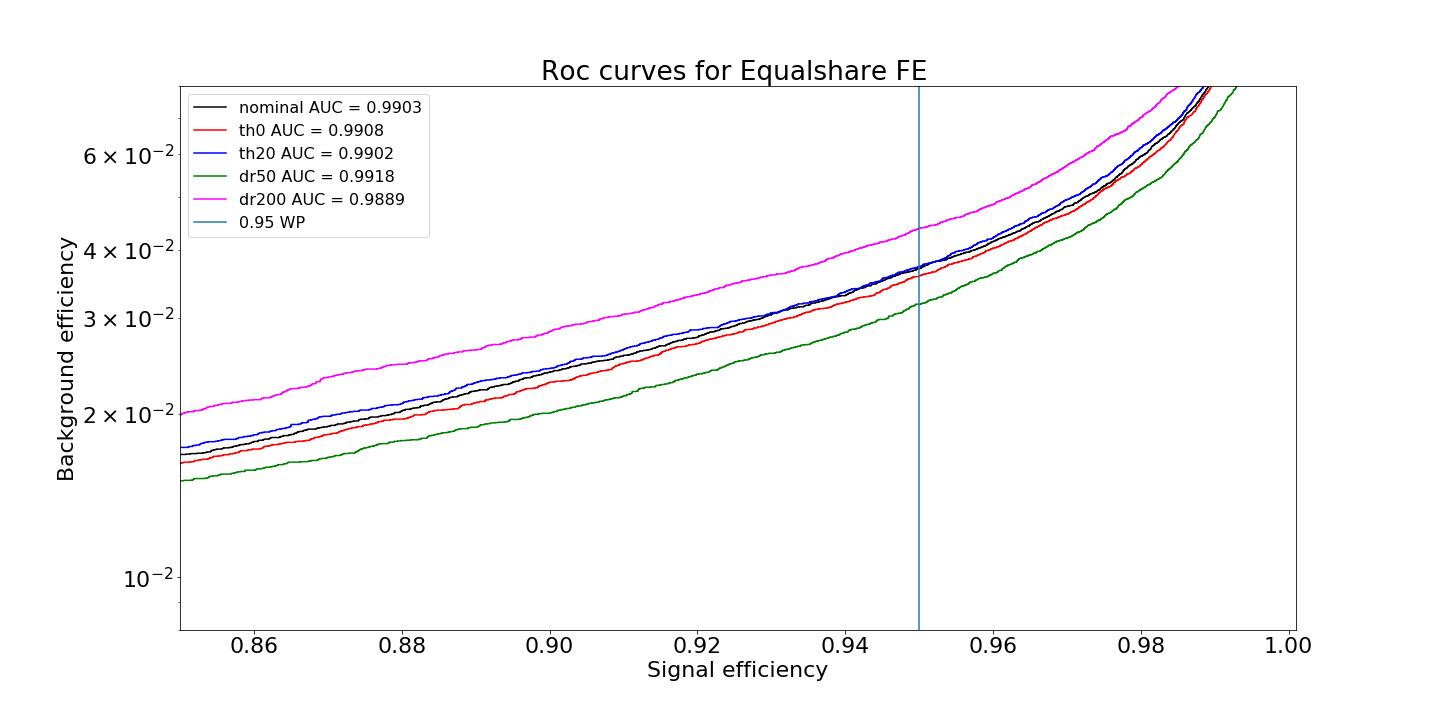 Roc curves for Equalshare FE
nominal AUC = 0.9903
th0 AUC = 0.9908
th20 AUC = 0.9902
dr50 AUC = 0.9918
dr200 AUC = 0.9889
0.95 WP
Background efficiency
6 × 10⁻²
4 × 10⁻²
3 × 10⁻²
2 × 10⁻²
10⁻²
0.86 0.88 0.90 0.92 0.94 0.96 0.98 1.00
Signal efficiency